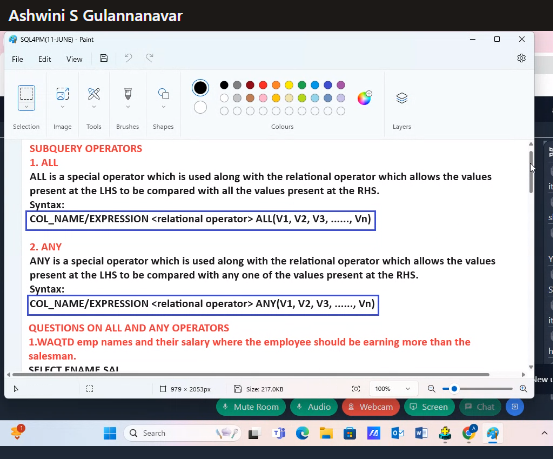 Ashwini S Gulannanavar
SQL4PM(11-JUNE) - Paint
File Edit View
Selection Image Tools Brushes Shapes Colours Layers
SUBQUERY OPERATORS
1. ALL
ALL is a special operator which is used along with the relational operator which allows the values
present at the LHS to be compared with all the values present at the RHS.
Syntax:
COL_NAME/EXPRESSION <relational operator> ALL(V1, V2, V3, ......, Vn)
2. ANY
ANY is a special operator which is used along with the relational operator which allows the values
present at the LHS to be compared with any one of the values present at the RHS.
Syntax:
COL_NAME/EXPRESSION <relational operator> ANY(V1, V2, V3, ......, Vn)
QUESTIONS ON ALL AND ANY OPERATORS
1.WAQTD emp names and their salary where the employee should be earning more than the
salesman.
SELECT ENAME SAL
979 × 2053px Size: 217.0KB 100%
Mute Room Audio Webcam Screen Chat
Search